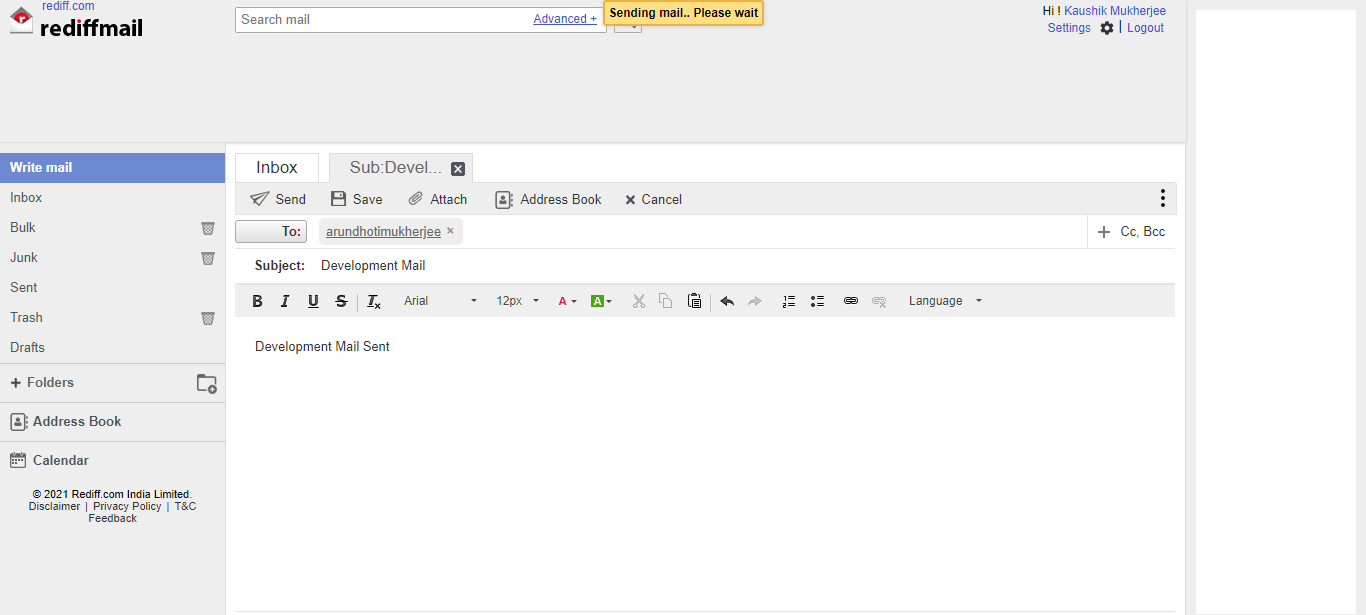 rediff.com
rediffmail
Search mail
Advanced +
Sending mail.. Please wait
Hi ! Kaushik Mukherjee
Settings | Logout
Write mail
Inbox
Bulk
Junk
Sent
Trash
Drafts
+ Folders
Address Book
Calendar
© 2021 Rediff.com India Limited.
Disclaimer | Privacy Policy | T&C
Feedback
Inbox
Sub:Devel...
Send Save Attach Address Book Cancel
To: arundhotimukherjee ×
+ Cc, Bcc
Subject: Development Mail
B I U S Tx Arial 12px A A Language
Development Mail Sent